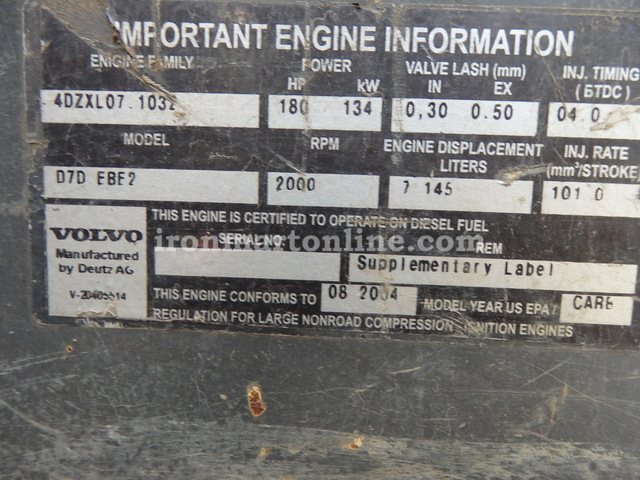 IMPORTANT ENGINE INFORMATION
ENIGINE FAMILY POWER VALVE LASH (mm) INJ. TIMING
HP kW IN EX (BTDC)
4DZXL07.103 180 134 0,30 0.50 04.0
MODEL RPM ENGINE DISPLACEMENT INJ. RATE
LITERS (mm³/STROKE)
D7D EBE2 2000 7 145 101 0
THIS ENGINE IS CERTIFIED TO OPERATE ON DIESEL FUEL
ironmartonline.com
SERIAL NO. REM
VOLVO
Manufactured
by Deutz AG
Supplementary Label
V-20405514
THIS ENGINE CONFORMS TO 08 2004 MODEL YEAR US EPA / CARB
REGULATION FOR LARGE NONROAD COMPRESSION IGNITION ENGINES